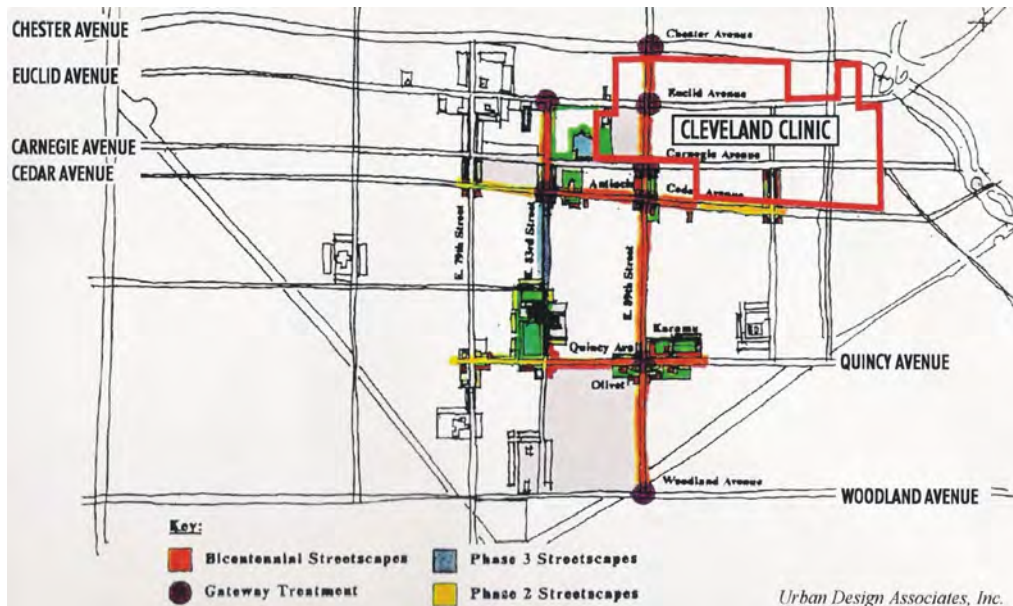 CHESTER AVENUE
Chester Avenue
EUCLID AVENUE
Euclid Avenue
CLEVELAND CLINIC
CARNEGIE AVENUE
Carnegie Avenue
CEDAR AVENUE
Antioch
Cedar Avenue
E. 79th Street
E. 83rd Street
E. 89th Street
Quincy Ave
Karamu
QUINCY AVENUE
Olivet
Woodland Avenue
WOODLAND AVENUE
Key:
Bicentennial Streetscapes
Phase 3 Streetscapes
Gateway Treatment
Phase 2 Streetscapes
Urban Design Associates, Inc.